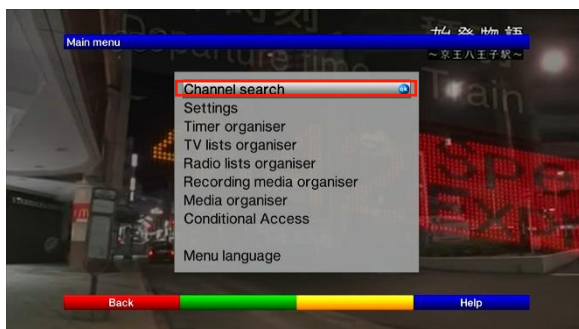 Main menu
~京王八王子駅~
Channel search
ok
Settings
Timer organiser
TV lists organiser
Radio lists organiser
Recording media organiser
Media organiser
Conditional Access
Menu language
Back
Help
Departure time
Train